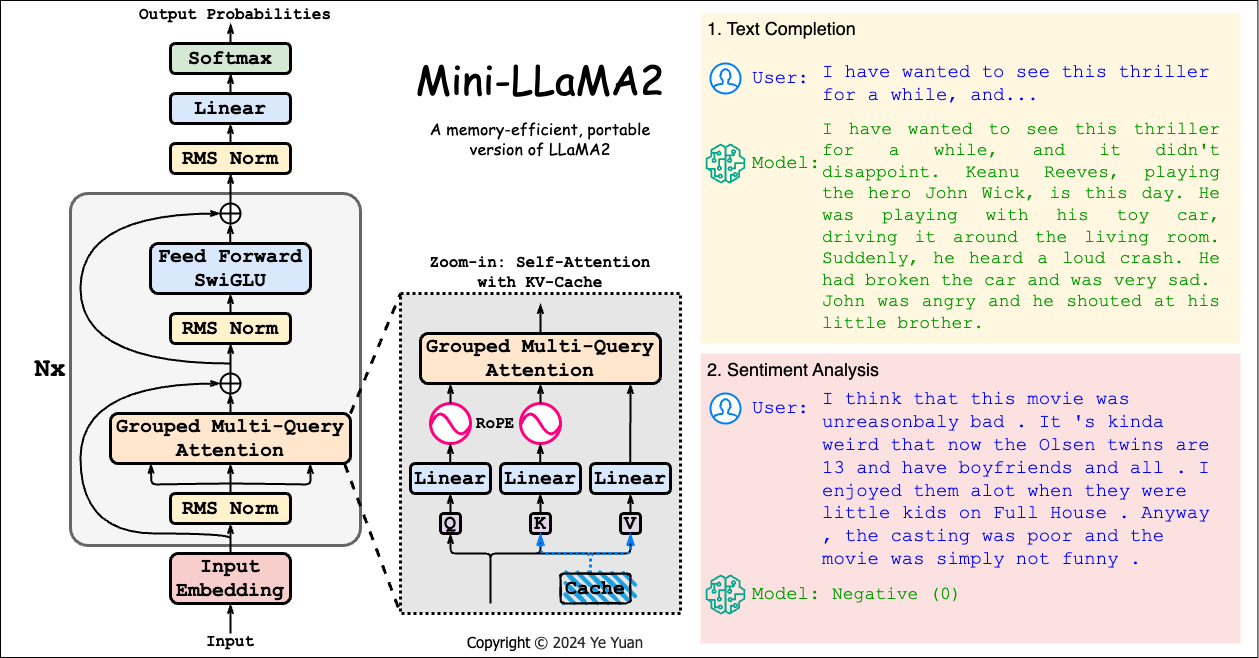 Output Probabilities
Softmax
Linear
RMS Norm
Feed Forward
SwiGLU
RMS Norm
Nx
Grouped Multi-Query
Attention
RMS Norm
Input
Embedding
Input
Mini-LLaMA2
A memory-efficient, portable
version of LLaMA2
Zoom-in: Self-Attention
with KV-Cache
Grouped Multi-Query
Attention
RoPE
Linear Linear Linear
Q K V
Cache
Copyright © 2024 Ye Yuan
1. Text Completion
User: I have wanted to see this thriller
for a while, and...
Model: I have wanted to see this thriller
for a while, and it didn't
disappoint. Keanu Reeves, playing
the hero John Wick, is this day. He
was playing with his toy car,
driving it around the living room.
Suddenly, he heard a loud crash. He
had broken the car and was very sad.
John was angry and he shouted at his
little brother.
2. Sentiment Analysis
User: I think that this movie was
unreasonbaly bad . It 's kinda
weird that now the Olsen twins are
13 and have boyfriends and all . I
enjoyed them alot when they were
little kids on Full House . Anyway
, the casting was poor and the
movie was simply not funny .
Model: Negative (0)